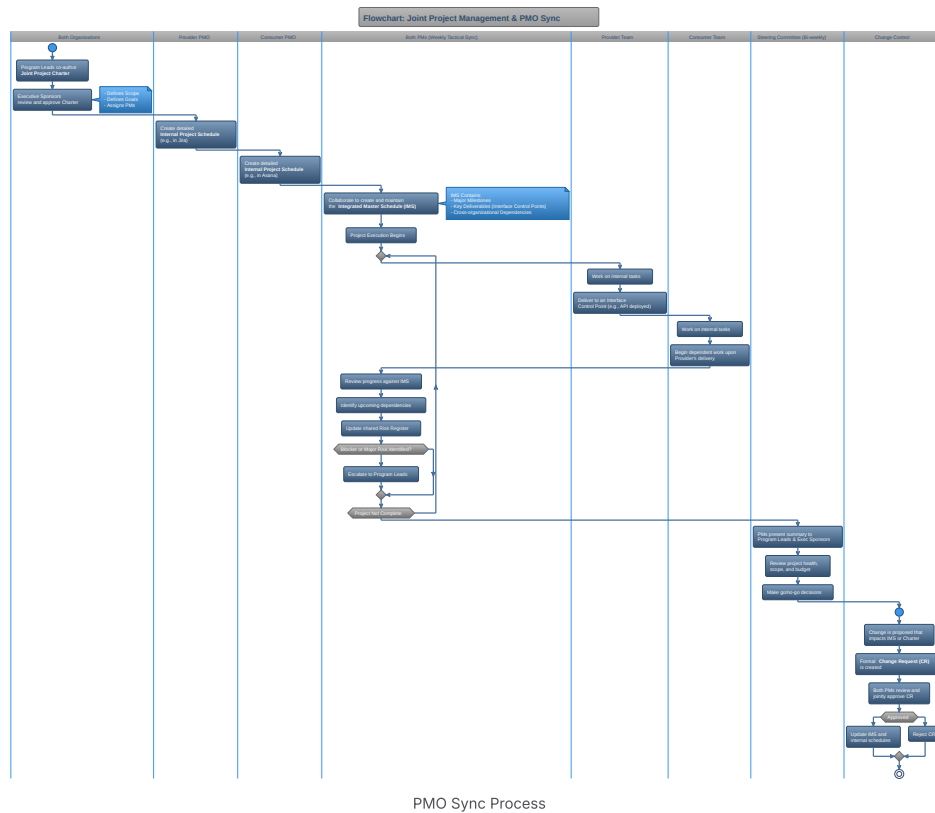 Flowchart: Joint Project Management & PMO Sync
Both Organizations
Provider PMO
Consumer PMO
Both PMs (Weekly Tactical Sync)
Provider Team
Consumer Team
Steering Committee (Bi-weekly)
Change Control
Program Leads co-author
Joint Project Charter
Executive Sponsors
review and approve Charter
- Defines Scope
- Defines Goals
- Assigns PMs
Create detailed
Internal Project Schedule
(e.g., in Jira)
Create detailed
Internal Project Schedule
(e.g., in Asana)
Collaborate to create and maintain
the Integrated Master Schedule (IMS)
IMS Contains:
- Major Milestones
- Key Deliverables (Interface Control Points)
- Cross-organizational Dependencies
Project Execution Begins
Work on internal tasks
Deliver to an Interface
Control Point (e.g., API deployed)
Work on internal tasks
Begin dependent work upon
Provider's delivery
Review progress against IMS
Identify upcoming dependencies
Update shared Risk Register
Blocker or Major Risk Identified?
Escalate to Program Leads
Project Not Complete
PMs present summary to
Program Leads & Exec Sponsors
Review project health,
scope, and budget
Make go/no-go decisions
Change is proposed that
impacts IMS or Charter
Formal Change Request (CR)
is created
Both PMs review and
jointly approve CR
Approved
Update IMS and
internal schedules
Reject CR
PMO Sync Process